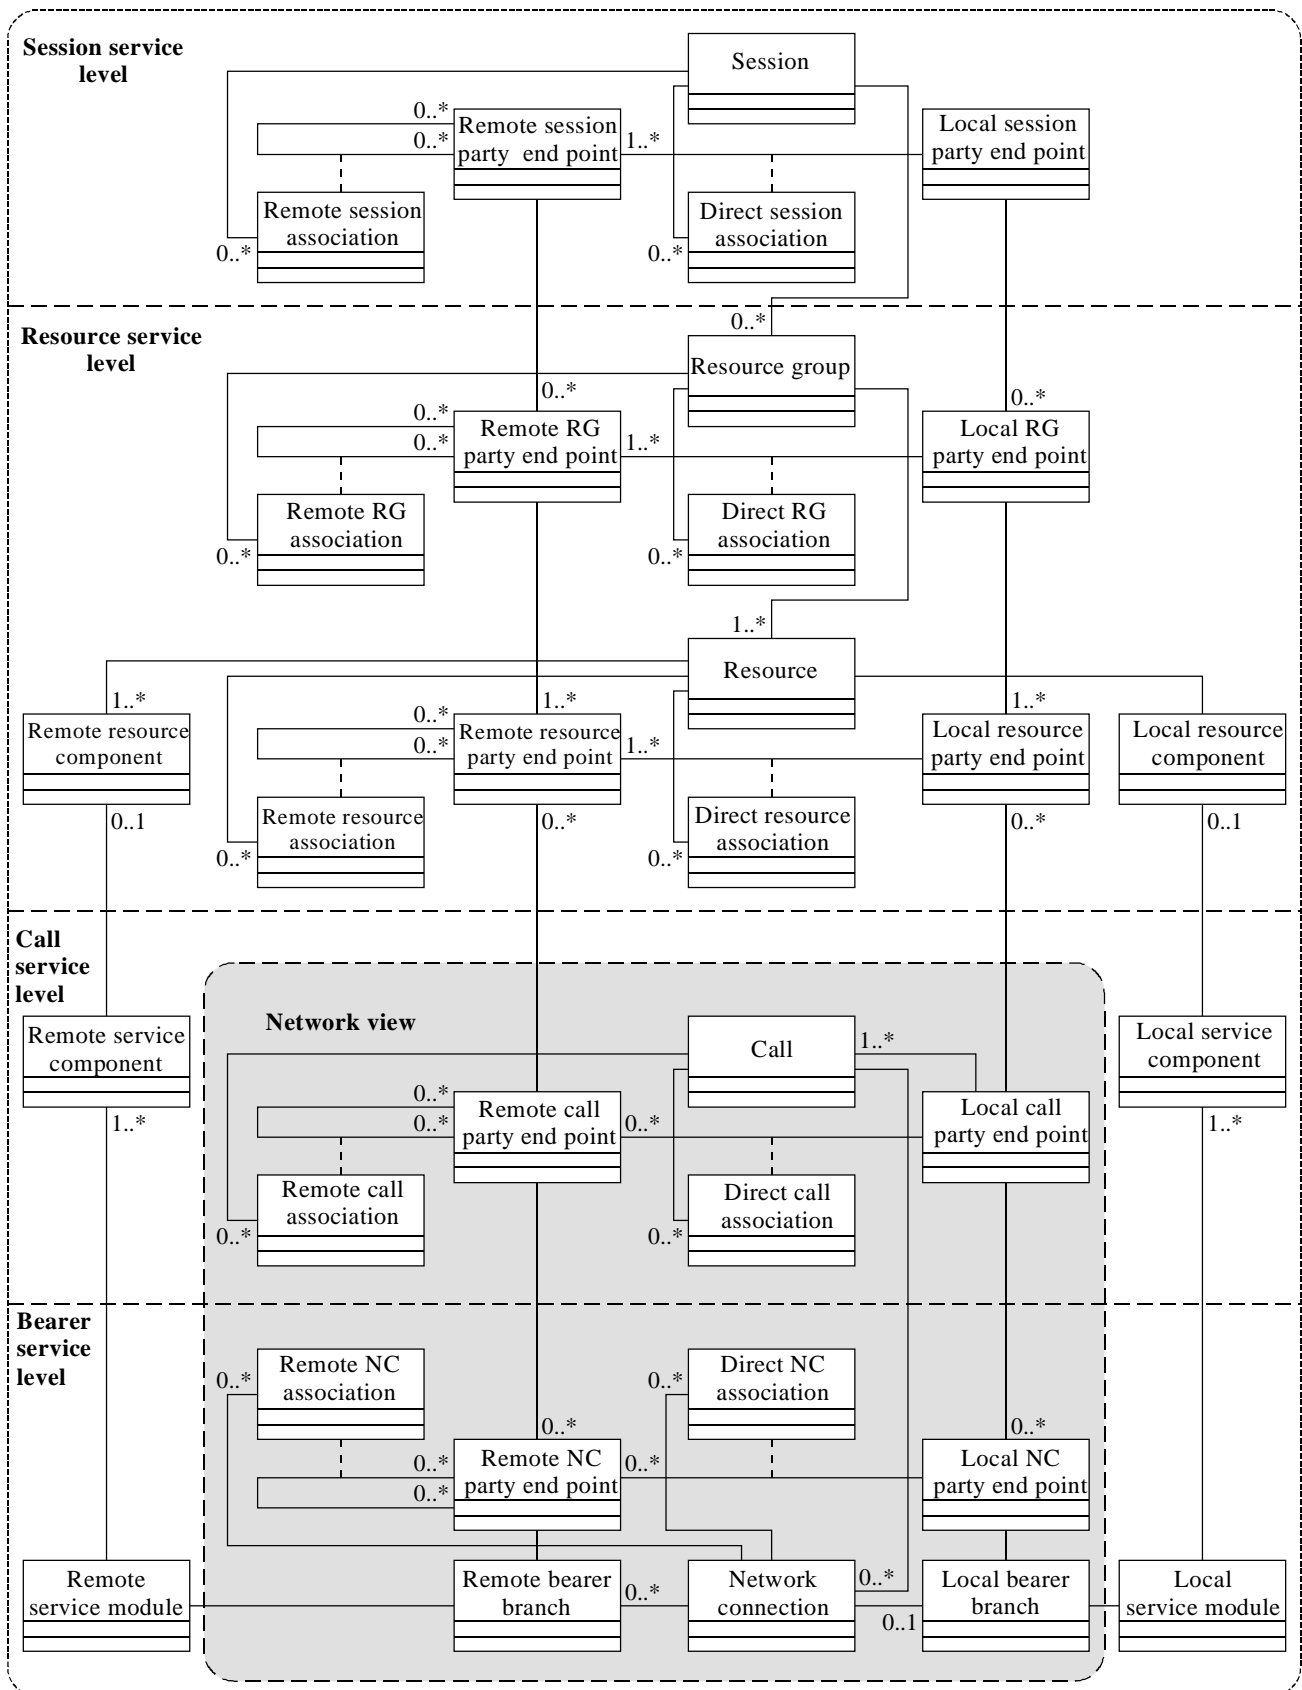 Session service
level
Session
0..*
0..*
Remote session
party end point
1..*
Local session
party end point
Remote session
association
0..*
Direct session
association
0..*
Resource service
level
0..*
Resource group
0..*
0..*
0..*
0..*
Remote RG
party end point
1..*
Local RG
party end point
Remote RG
association
0..*
Direct RG
association
0..*
1..*
Resource
1..*
1..*
1..*
0..*
0..*
Remote resource
component
Remote resource
party end point
1..*
Local resource
party end point
Local resource
component
0..1
Remote resource
association
0..*
0..*
Direct resource
association
0..*
0..*
0..1
Call
service
level
Network view
Remote service
component
Call
1..*
Local service
component
1..*
0..*
0..*
Remote call
party end point
0..*
Local call
party end point
1..*
Remote call
association
0..*
Direct call
association
0..*
Bearer
service
level
Remote NC
association
0..*
Direct NC
association
0..*
0..*
0..*
0..*
0..*
Remote NC
party end point
0..*
Local NC
party end point
Remote
service module
Remote bearer
branch
0..*
Network
connection
0..*
0..1
Local bearer
branch
Local
service module